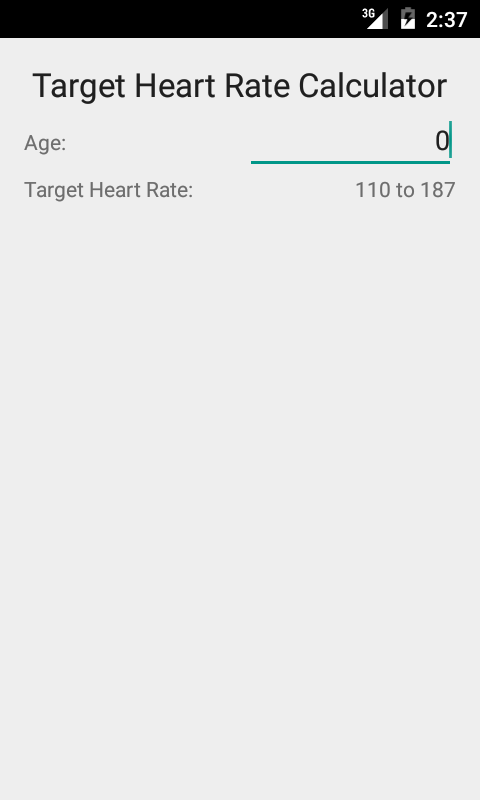 3G 2:37
Target Heart Rate Calculator
Age: 0
Target Heart Rate: 110 to 187